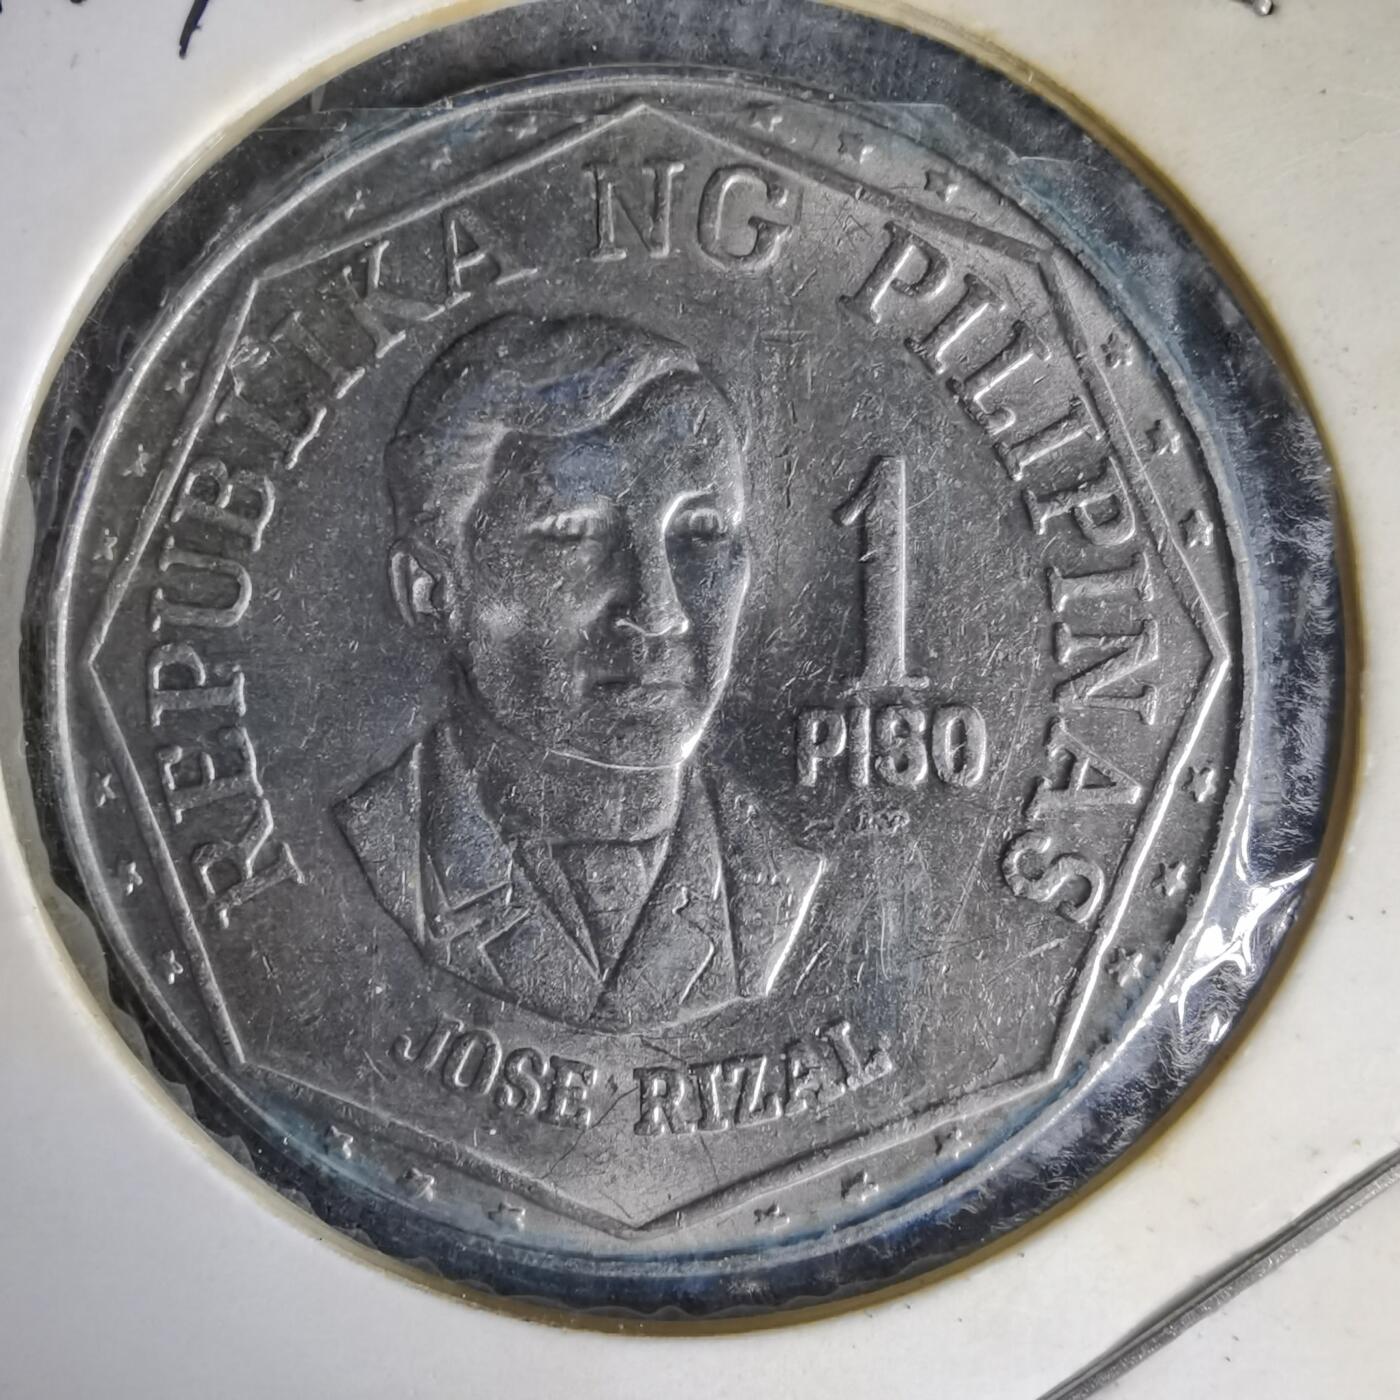 REPUBLIKA NG PILIPINAS
1
PISO
JOSE RIZAL